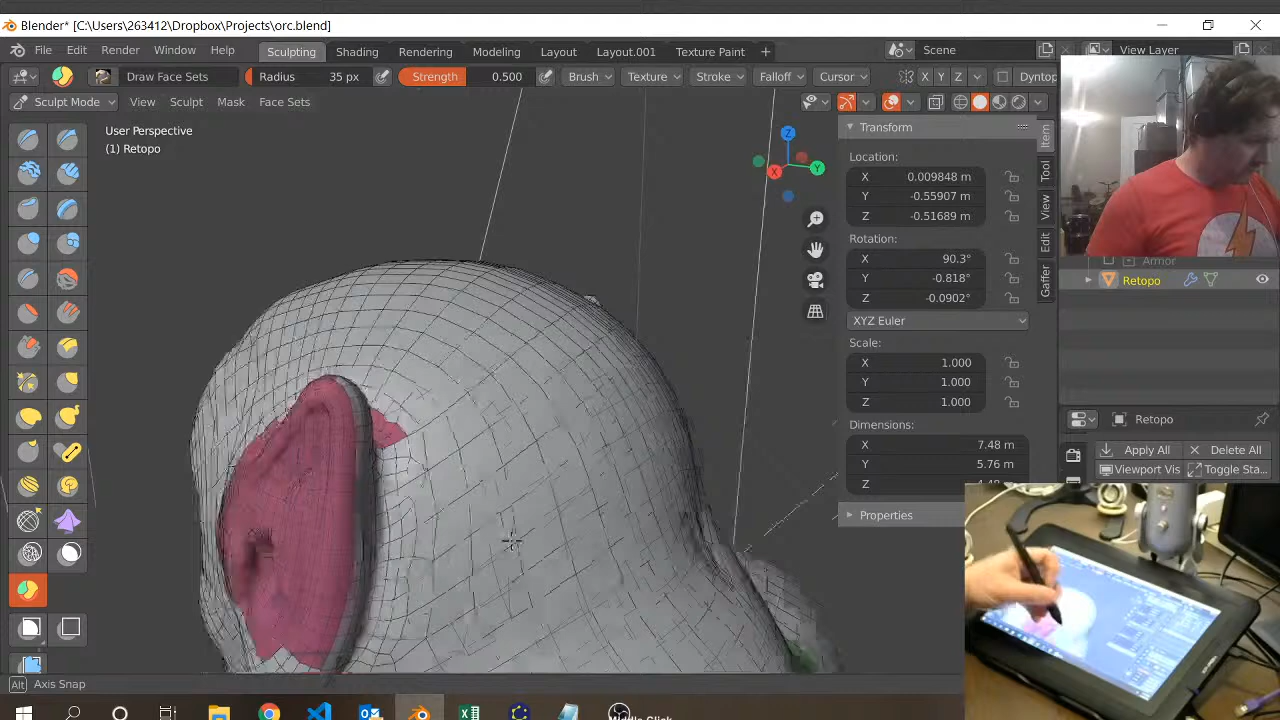 Blender* [C:\Users\263412\Dropbox\Projects\orc.blend]
File Edit Render Window Help Sculpting Shading Rendering Modeling Layout Layout.001 Texture Paint + Scene View Layer
Draw Face Sets Radius 35 px Strength 0.500 Brush Texture Stroke Falloff Cursor X Y Z Dyntop
Sculpt Mode View Sculpt Mask Face Sets
User Perspective
(1) Retopo
Z
Y
X
Transform
Location:
X 0.009848 m
Y -0.55907 m
Z -0.51689 m
Rotation:
X 90.3°
Y -0.818°
Z -0.0902°
XYZ Euler
Scale:
X 1.000
Y 1.000
Z 1.000
Dimensions:
X 7.48 m
Y 5.76 m
Z
Properties
Item
Tool
View
Edit
Gaffer
Armor
Retopo
Retopo
Apply All Delete All
Viewport Vis Toggle Sta...
Alt Axis Snap
Middle Click